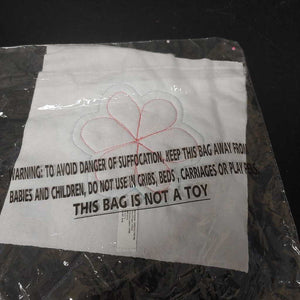 WARNING: TO AVOID DANGER OF SUFFOCATION, KEEP THIS BAG AWAY FROM
BABIES AND CHILDREN, DO NOT USE IN CRIBS, BEDS , CARRIAGES OR PLAY PENS.
THIS BAG IS NOT A TOY